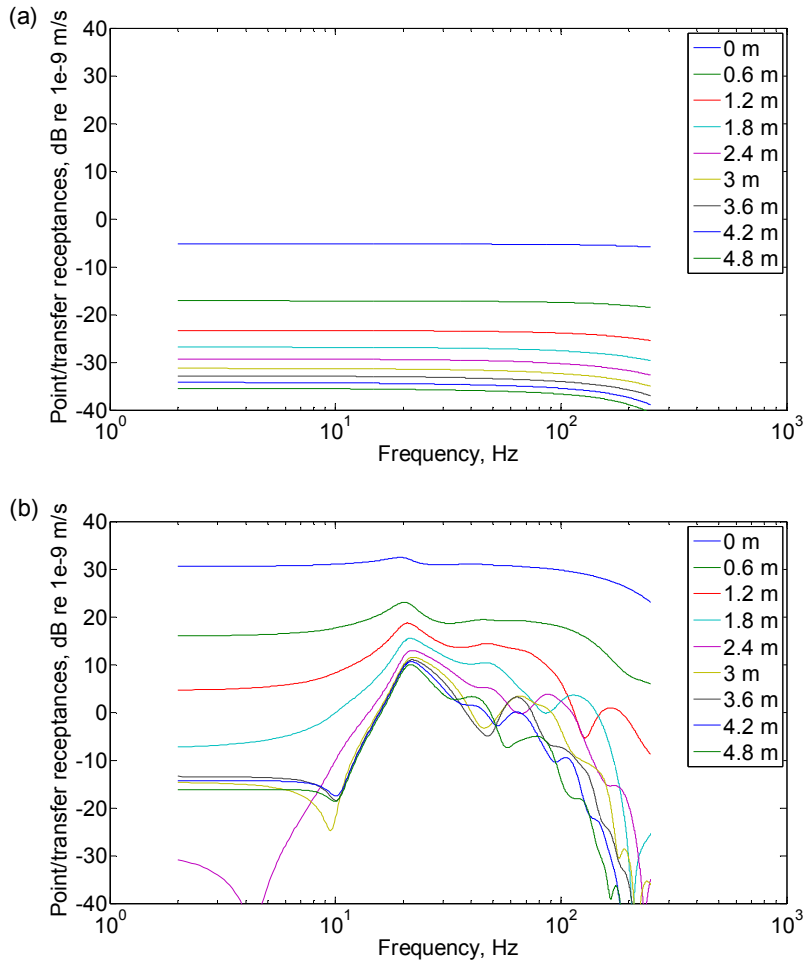 (a)
Point/transfer receptances, dB re 1e-9 m/s
40
30
20
10
0
-10
-20
-30
-40
10^0
10^1
10^2
10^3
Frequency, Hz
0 m
0.6 m
1.2 m
1.8 m
2.4 m
3 m
3.6 m
4.2 m
4.8 m
(b)
Point/transfer receptances, dB re 1e-9 m/s
40
30
20
10
0
-10
-20
-30
-40
10^0
10^1
10^2
10^3
Frequency, Hz
0 m
0.6 m
1.2 m
1.8 m
2.4 m
3 m
3.6 m
4.2 m
4.8 m